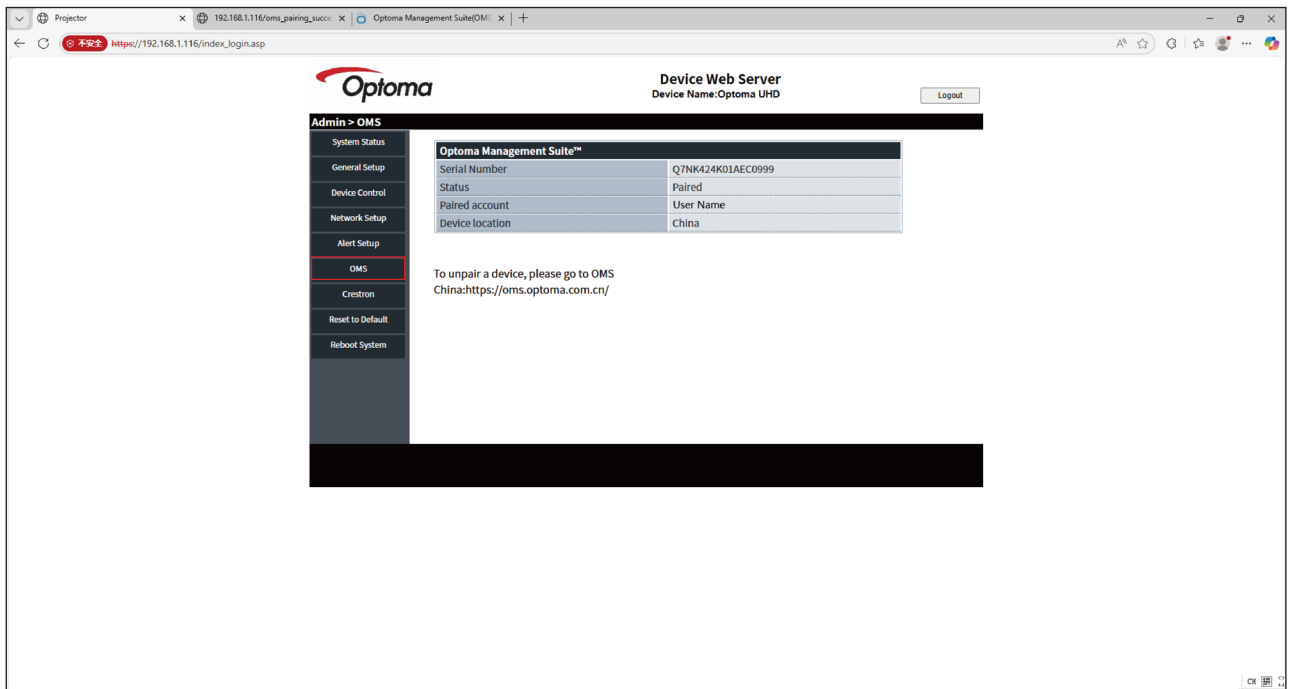 Projector
192.168.1.116/oms_pairing_succe
Optoma Management Suite(OMS
不安全 https://192.168.1.116/index_login.asp
Optoma
Device Web Server
Device Name:Optoma UHD
Logout
Admin > OMS
System Status
General Setup
Device Control
Network Setup
Alert Setup
OMS
Crestron
Reset to Default
Reboot System
Optoma Management Suite™
Serial Number Q7NK424K01AEC0999
Status Paired
Paired account User Name
Device location China
To unpair a device, please go to OMS
China:https://oms.optoma.com.cn/
CH 拼